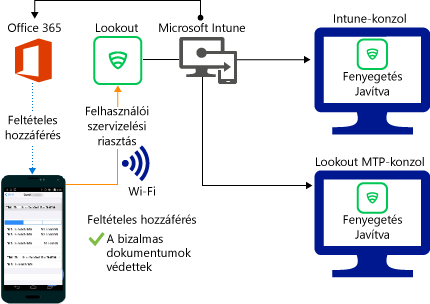 Office 365
Lookout
Microsoft Intune
Intune-konzol
Fenyegetés
Javítva
Feltételes
hozzáférés
Felhasználói
szervizelési
riasztás
Wi-Fi
Lookout MTP-konzol
Fenyegetés
Javítva
Feltételes hozzáférés
A bizalmas
dokumentumok
védettek